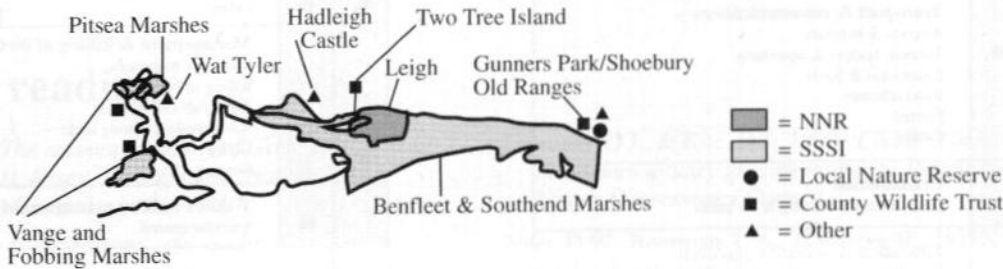 Pitsea Marshes
Wat Tyler
Hadleigh
Castle
Two Tree Island
Leigh
Gunners Park/Shoebury
Old Ranges
Benfleet & Southend Marshes
Vange and
Fobbing Marshes
= NNR
= SSSI
= Local Nature Reserve
= County Wildlife Trust
= Other